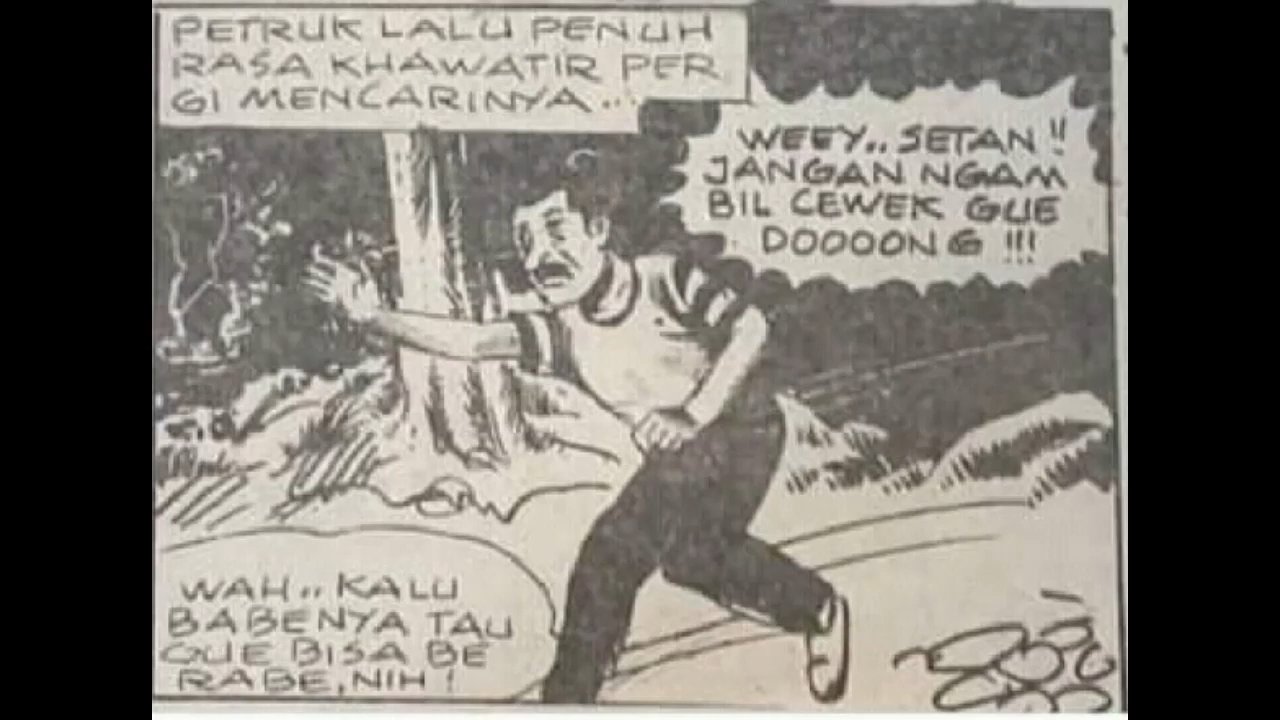 PETRUK LALU PENUH
RASA KHAWATIR PER
GI MENCARINYA...
WEEY.. SETAN !!
JANGAN NGAM
BIL CEWEK GUE
DOOOONG !!!
WAH.. KALU
BABENYA TAU
GUE BISA BE
RABE, NIH !